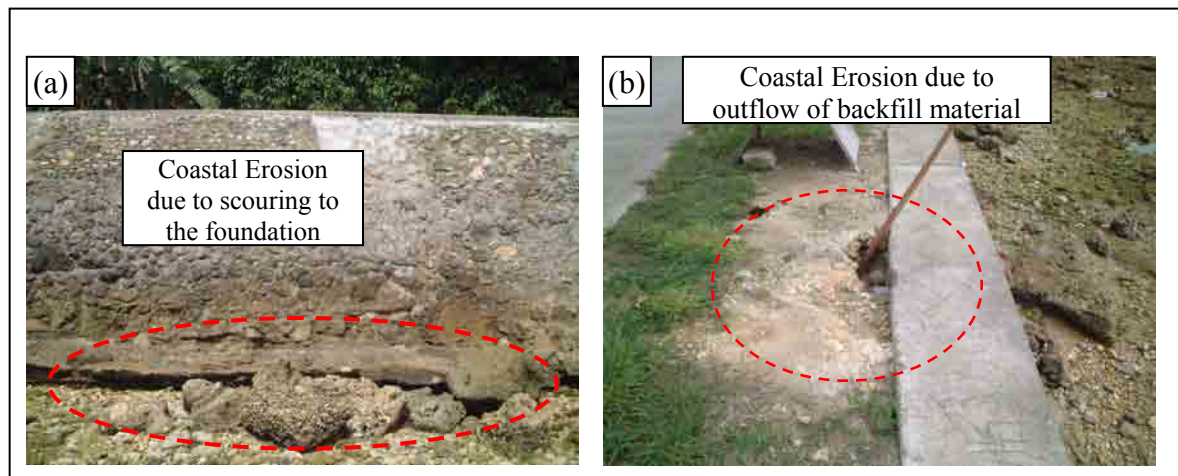 (a)
Coastal Erosion
due to scouring to
the foundation
(b)
Coastal Erosion due to
outflow of backfill material